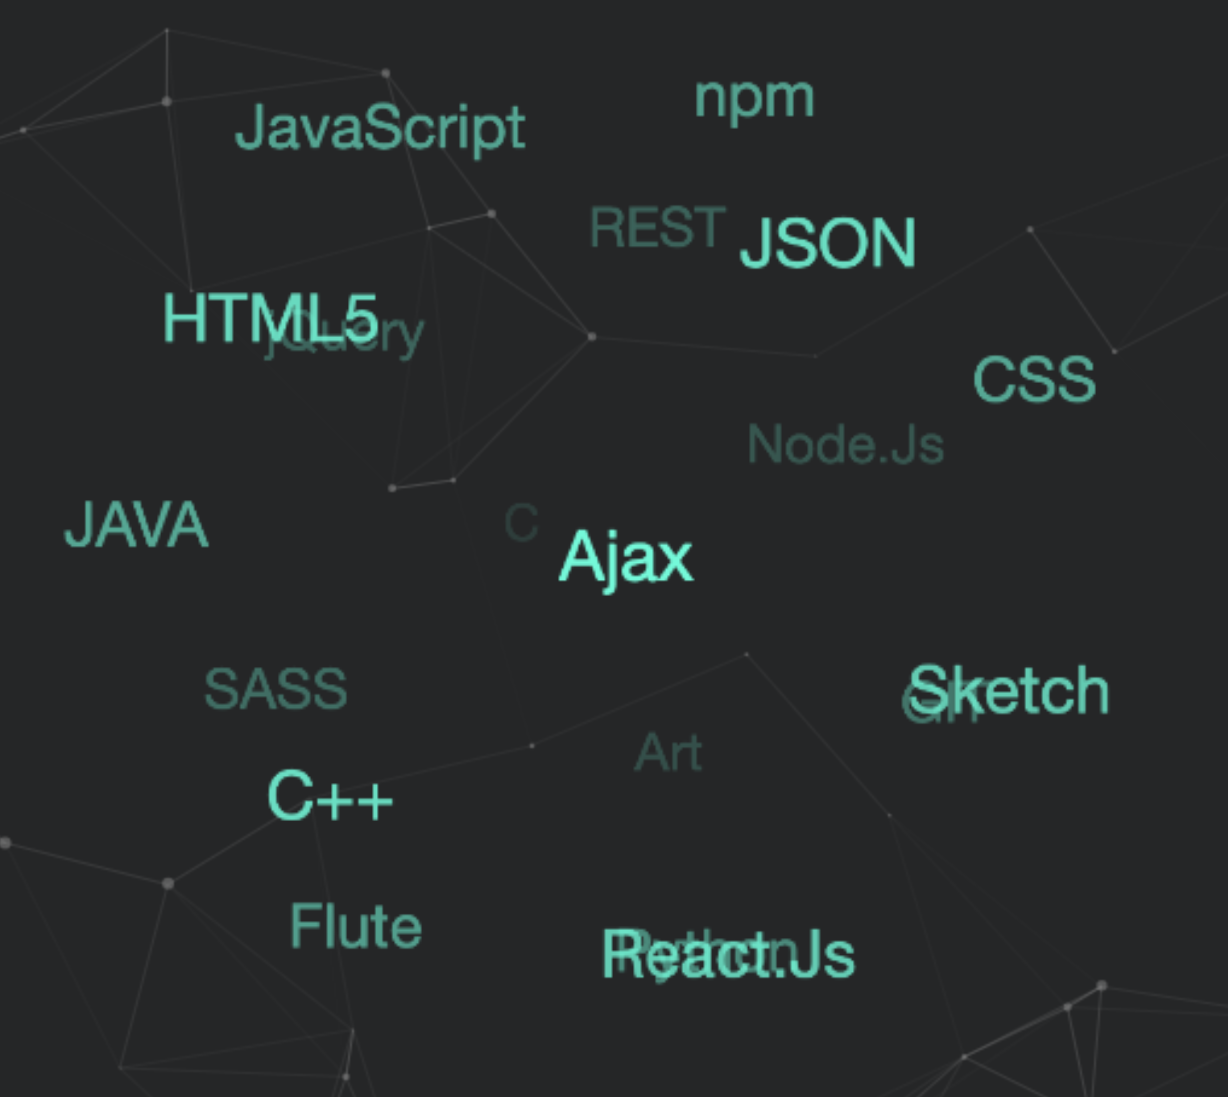 npm
JavaScript
REST
JSON
HTML5
jQuery
CSS
Node.Js
JAVA
C
Ajax
SASS
Sketch
GIT
Art
C++
Flute
React.Js
Python